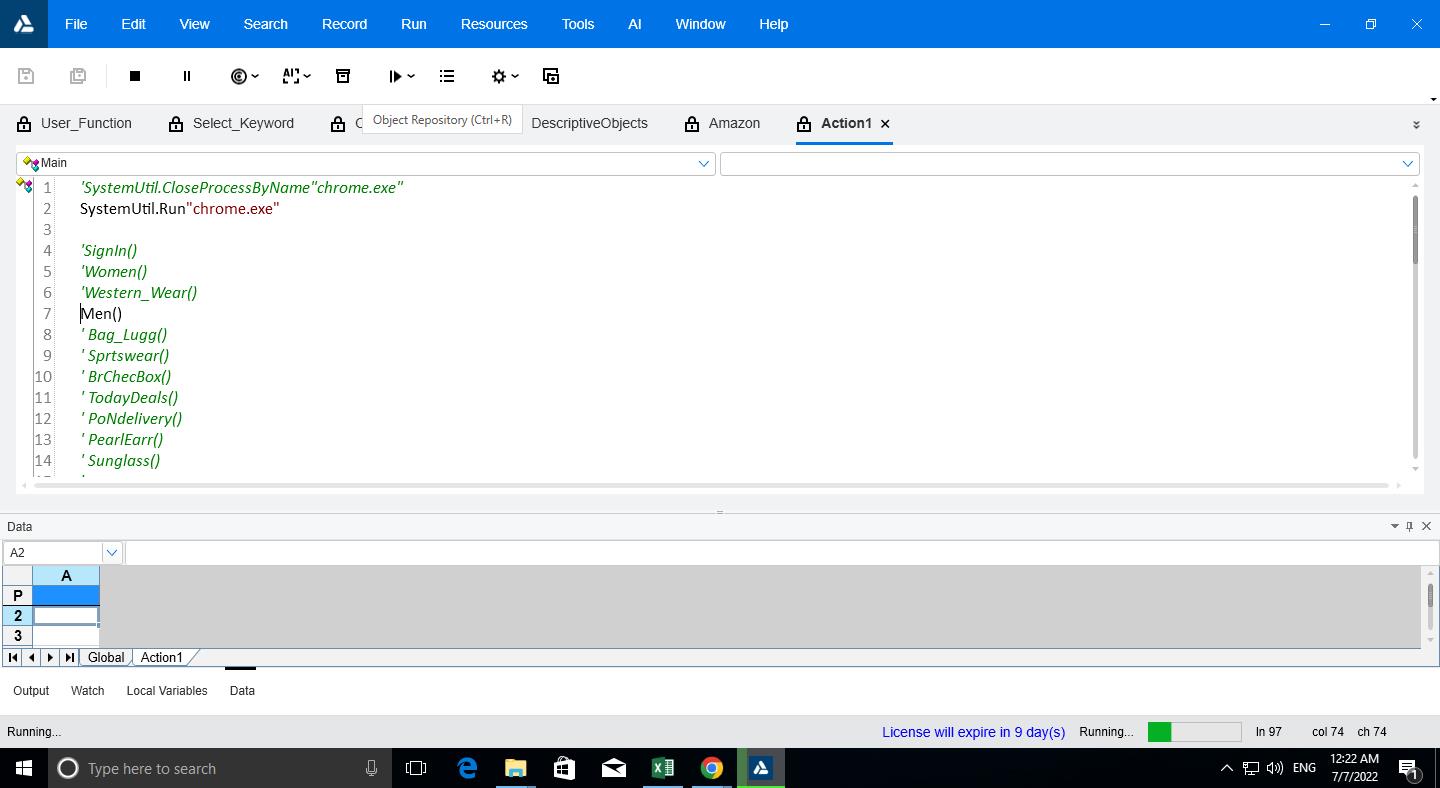 File Edit View Search Record Run Resources Tools AI Window Help
AI
User_Function Select_Keyword DescriptiveObjects Amazon Action1
Object Repository (Ctrl+R)
Main
1 'SystemUtil.CloseProcessByName"chrome.exe"
2 SystemUtil.Run"chrome.exe"
3
4 'SignIn()
5 'Women()
6 'Western_Wear()
7 Men()
8 ' Bag_Lugg()
9 ' Sprtswear()
10 ' BrChecBox()
11 ' TodayDeals()
12 ' PoNdelivery()
13 ' PearlEarr()
14 ' Sunglass()
Data
A2
A
P
2
3
Global Action1
Output Watch Local Variables Data
Running... License will expire in 9 day(s) Running... ln 97 col 74 ch 74
Type here to search ENG 12:22 AM
7/7/2022 1